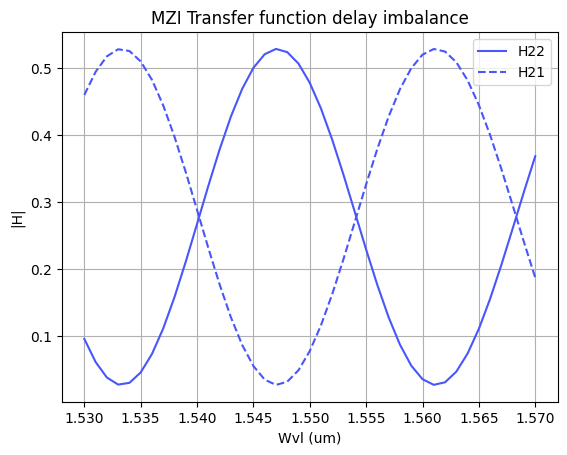 MZI Transfer function delay imbalance
H22
H21
|H|
0.5
0.4
0.3
0.2
0.1
1.530 1.535 1.540 1.545 1.550 1.555 1.560 1.565 1.570
Wvl (um)